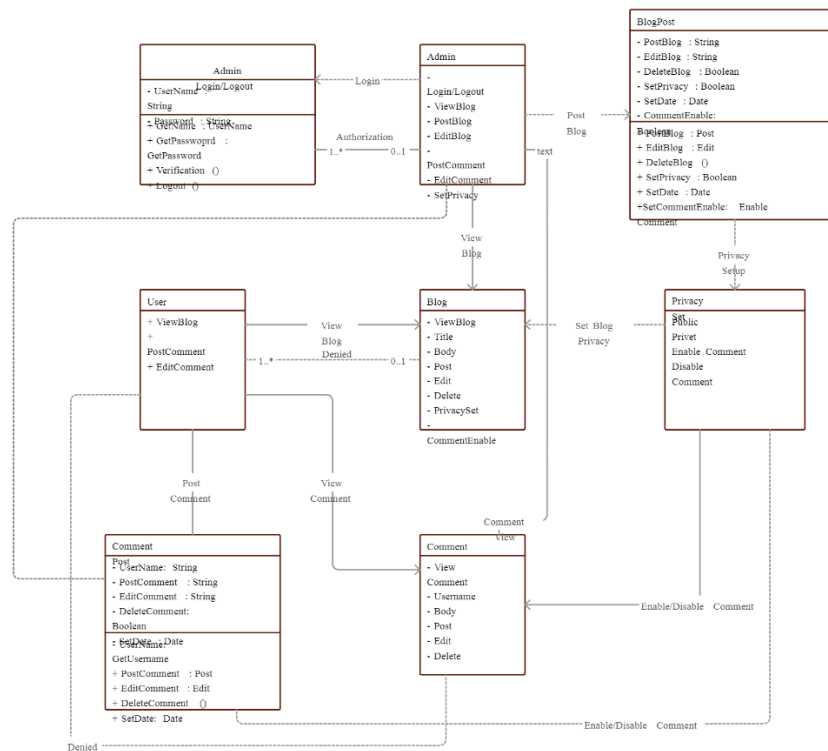 Admin
Login/Logout
- UserName :
String
- Password : String
+ GetName : UserName
+ GetPasswoprd :
GetPassword
+ Verification ()
+ Logout ()
Login
Authorization
1..*
0..1
Admin
-
Login/Logout
- ViewBlog
- PostBlog
- EditBlog
-
PostComment
- EditComment
- SetPrivacy
Post
Blog
text
BlogPost
- PostBlog : String
- EditBlog : String
- DeleteBlog : Boolean
- SetPrivacy : Boolean
- SetDate : Date
- CommentEnable:
Boolean
+ PostBlog : Post
+ EditBlog : Edit
+ DeleteBlog ()
+ SetPrivacy : Boolean
+ SetDate : Date
+SetCommentEnable: Enable
Comment
View
Blog
Privacy
Setup
User
+ ViewBlog
+
PostComment
+ EditComment
View
Blog
Denied
1..*
0..1
Blog
- ViewBlog
- Title
- Body
- Post
- Edit
- Delete
- PrivacySet
-
CommentEnable
Set Blog
Privacy
Privacy
Set
Public
Privet
Enable Comment
Disable
Comment
Post
Comment
View
Comment
Comment
View
Comment
Post
- UserName: String
- PostComment : String
- EditComment : String
- DeleteComment:
Boolean
- SetDate : Date
- UserName:
GetUsername
+ PostComment : Post
+ EditComment : Edit
+ DeleteComment ()
+ SetDate: Date
Comment
- View
Comment
- Username
- Body
- Post
- Edit
- Delete
Enable/Disable Comment
Enable/Disable Comment
Denied